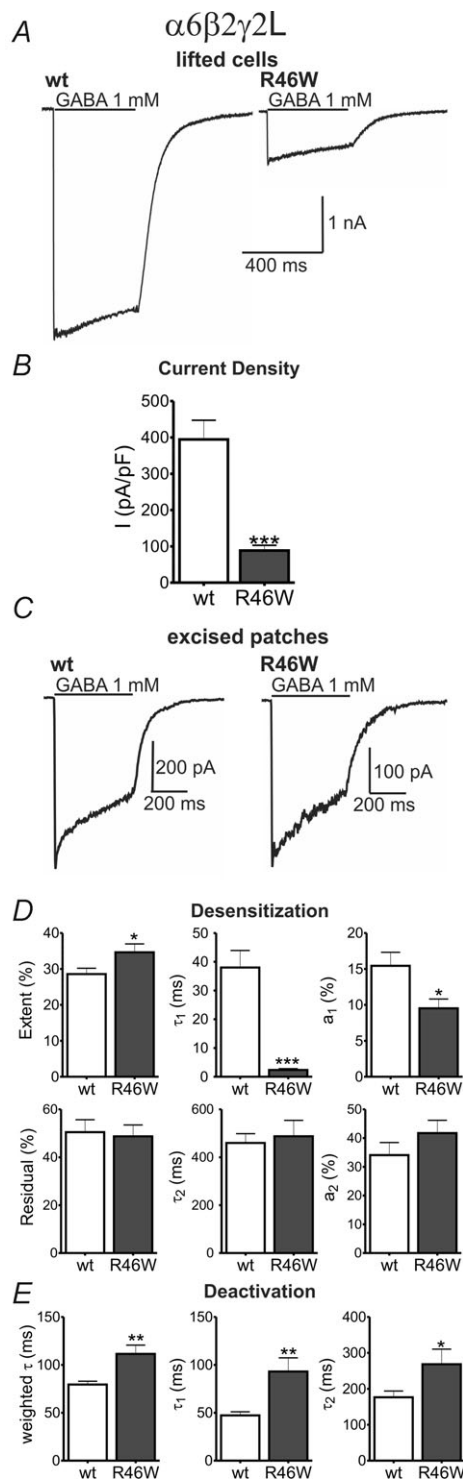 α6β2γ2L
A
lifted cells
wt
R46W
GABA 1 mM
GABA 1 mM
1 nA
400 ms
B
Current Density
I (pA/pF)
500
400
300
200
100
0
***
wt
R46W
C
excised patches
wt
R46W
GABA 1 mM
GABA 1 mM
200 pA
200 ms
100 pA
200 ms
D
Desensitization
Extent (%)
40
30
20
10
0
*
wt
R46W
τ1 (ms)
50
40
30
20
10
0
***
wt
R46W
a1 (%)
20
15
10
5
0
*
wt
R46W
Residual (%)
60
40
20
0
wt
R46W
τ2 (ms)
600
400
200
0
wt
R46W
a2 (%)
50
40
30
20
10
0
wt
R46W
E
Deactivation
weighted τ (ms)
150
100
50
0
**
wt
R46W
τ1 (ms)
150
100
50
0
**
wt
R46W
τ2 (ms)
400
300
200
100
0
*
wt
R46W